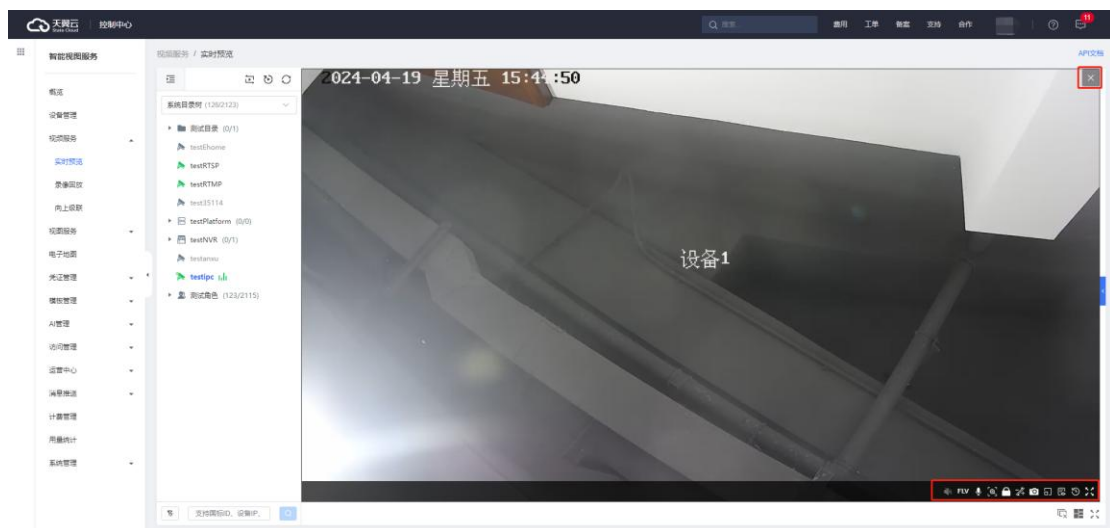 天翼云 控制中心 搜索 费用 工单 备案 支持 合作 11
State Cloud
智能视图服务
视频服务 / 实时预览
API文档
概览
设备管理
视频服务
实时预览
录像回放
向上级联
视图服务
电子地图
凭证管理
模板管理
AI管理
访问管理
运营中心
消息推送
计费管理
用量统计
系统管理
系统目录树 (126/2123)
测试目录 (0/1)
testEhome
testRTSP
testRTMP
test35114
testPlatform (0/0)
testNVR (0/1)
testipc
测试角色 (123/2115)
支持国标ID、设备IP、
2024-04-19 星期五 15:44:50
设备1
FLV